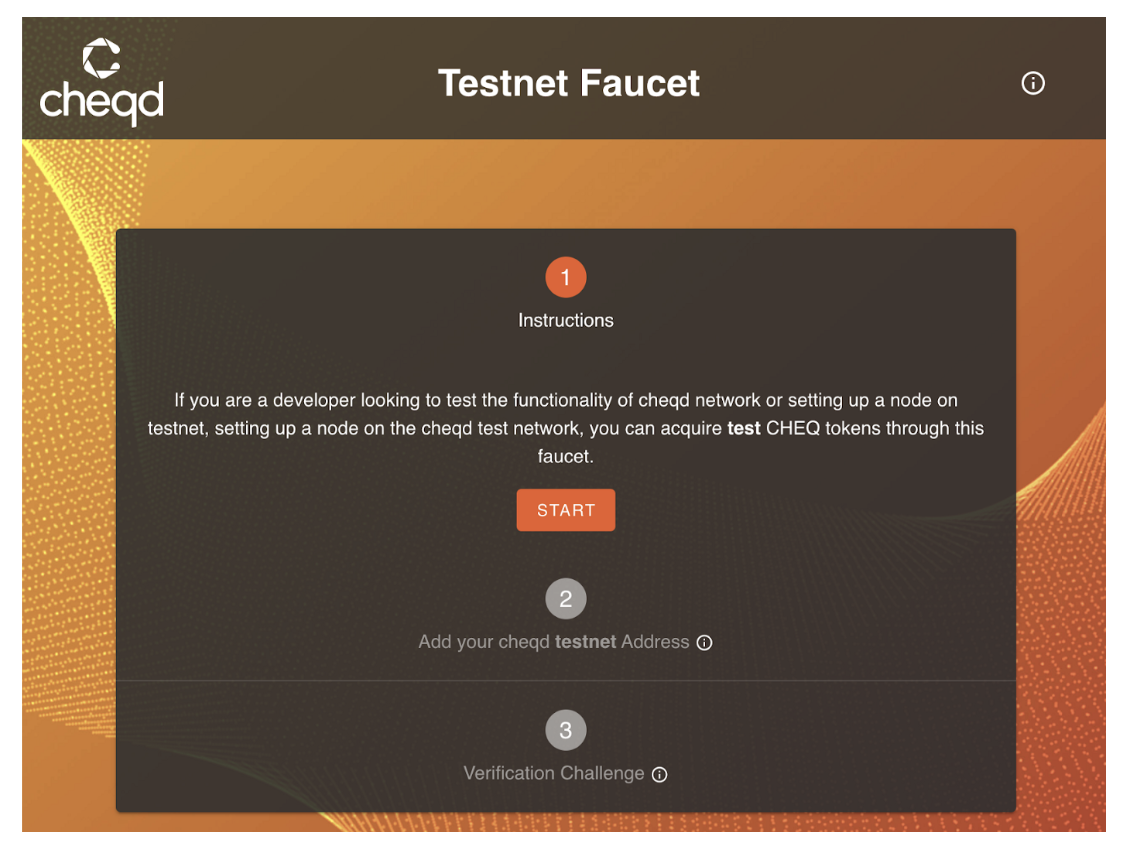 cheqd
Testnet Faucet
1
Instructions
If you are a developer looking to test the functionality of cheqd network or setting up a node on
testnet, setting up a node on the cheqd test network, you can acquire test CHEQ tokens through this
faucet.
START
2
Add your cheqd testnet Address
3
Verification Challenge